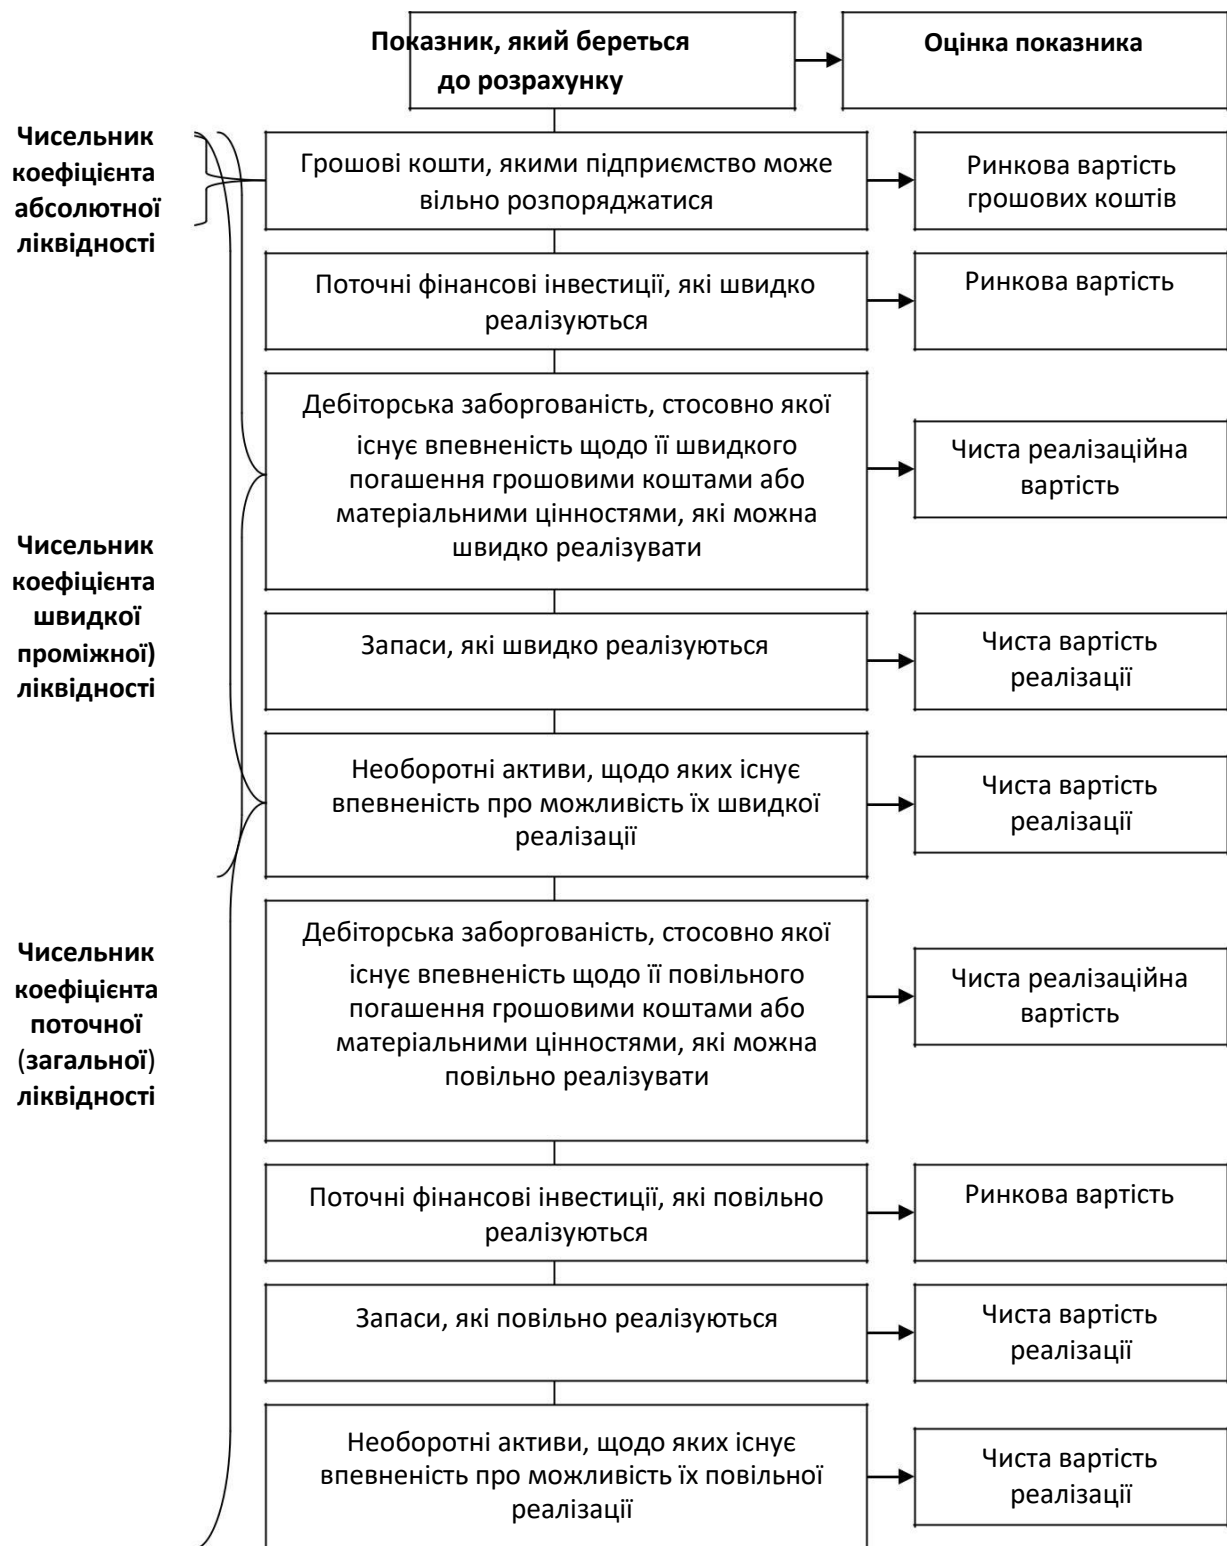 Показник, який береться
до розрахунку
Оцінка показника
Чисельник
коефіцієнта
абсолютної
ліквідності
Грошові кошти, якими підприємство може
вільно розпоряджатися
Ринкова вартість
грошових коштів
Поточні фінансові інвестиції, які швидко
реалізуються
Ринкова вартість
Дебіторська заборгованість, стосовно якої
існує впевненість щодо її швидкого
погашення грошовими коштами або
матеріальними цінностями, які можна
швидко реалізувати
Чиста реалізаційна
вартість
Чисельник
коефіцієнта
швидкої
проміжної)
ліквідності
Запаси, які швидко реалізуються
Чиста вартість
реалізації
Необоротні активи, щодо яких існує
впевненість про можливість їх швидкої
реалізації
Чиста вартість
реалізації
Чисельник
коефіцієнта
поточної
(загальної)
ліквідності
Дебіторська заборгованість, стосовно якої
існує впевненість щодо її повільного
погашення грошовими коштами або
матеріальними цінностями, які можна
повільно реалізувати
Чиста реалізаційна
вартість
Поточні фінансові інвестиції, які повільно
реалізуються
Ринкова вартість
Запаси, які повільно реалізуються
Чиста вартість
реалізації
Необоротні активи, щодо яких існує
впевненість про можливість їх повільної
реалізації
Чиста вартість
реалізації